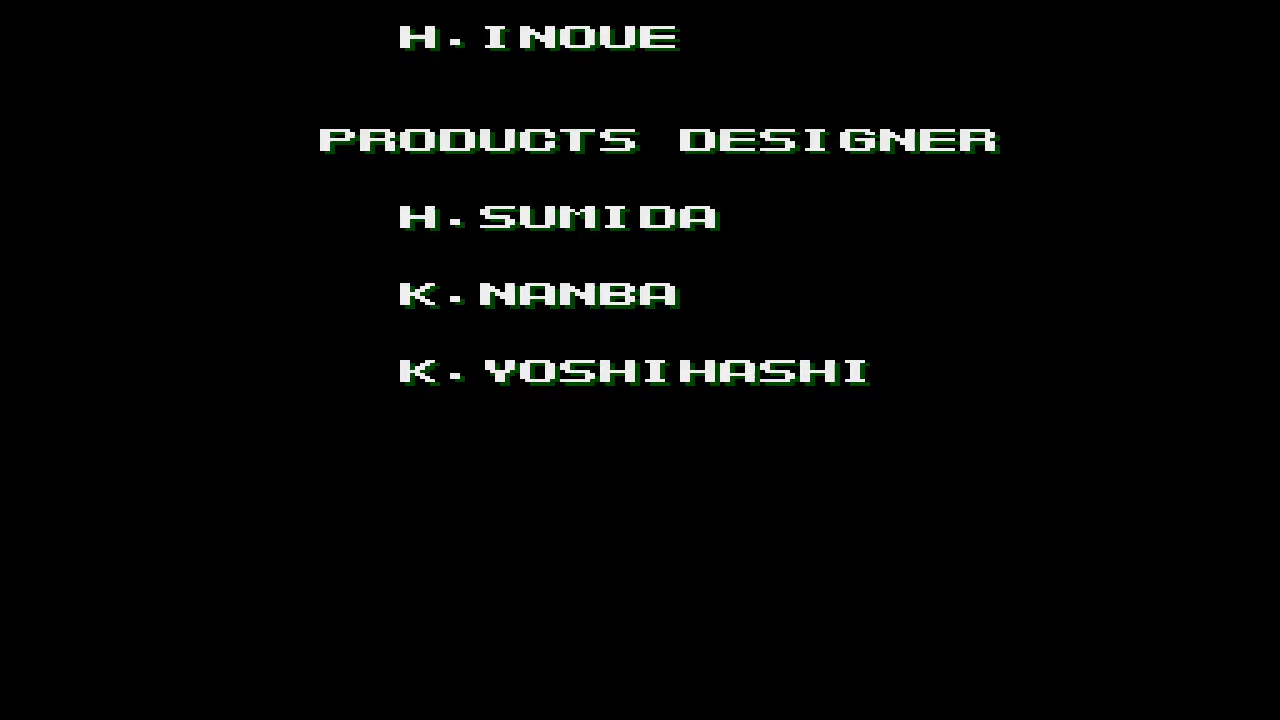 H.INOUE
PRODUCTS DESIGNER
H.SUMIDA
K.NANBA
K.YOSHIHASHI